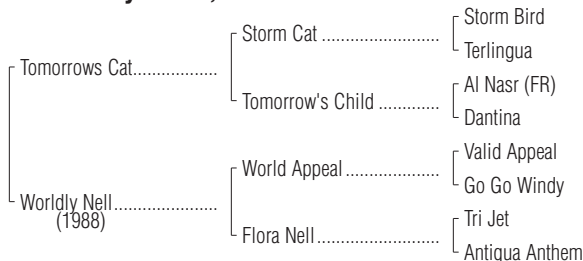 Storm Bird
Storm Cat ..............................
Terlingua
Tomorrows Cat......................
Al Nasr (FR)
Tomorrow's Child ...............
Dantina
Valid Appeal
World Appeal........................
Go Go Windy
Worldly Nell...........................
(1988)
Tri Jet
Flora Nell................................
Antiqua Anthem